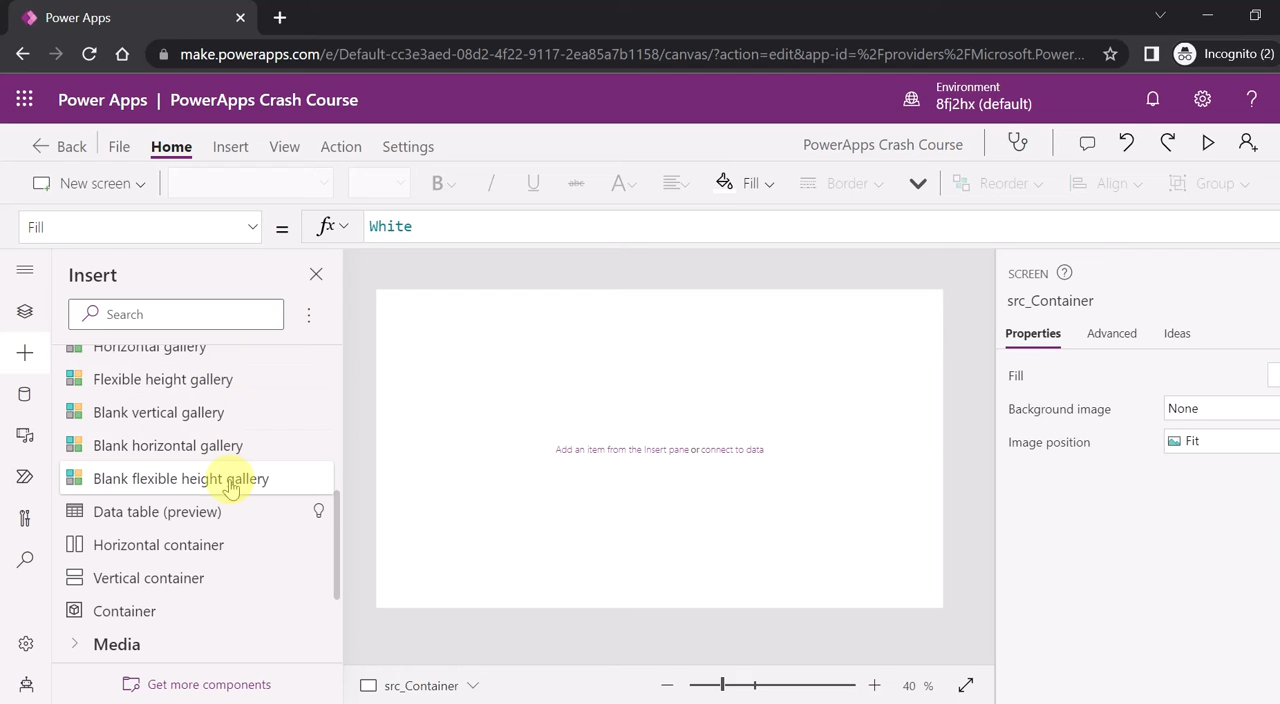 Power Apps
make.powerapps.com/e/Default-cc3e3aed-08d2-4f22-9117-2ea85a7b1158/canvas/?action=edit&app-id=%2Fproviders%2FMicrosoft.Power...
Incognito (2)
Power Apps | PowerApps Crash Course
Environment
8fj2hx (default)
Back File Home Insert View Action Settings
PowerApps Crash Course
New screen
B / U abc A Fill Border Reorder Align Group
Fill = fx White
Insert
Search
Horizontal gallery
Flexible height gallery
Blank vertical gallery
Blank horizontal gallery
Blank flexible height gallery
Data table (preview)
Horizontal container
Vertical container
Container
Media
Get more components
Add an item from the Insert pane or connect to data
src_Container
40 %
SCREEN
src_Container
Properties Advanced Ideas
Fill
Background image None
Image position Fit